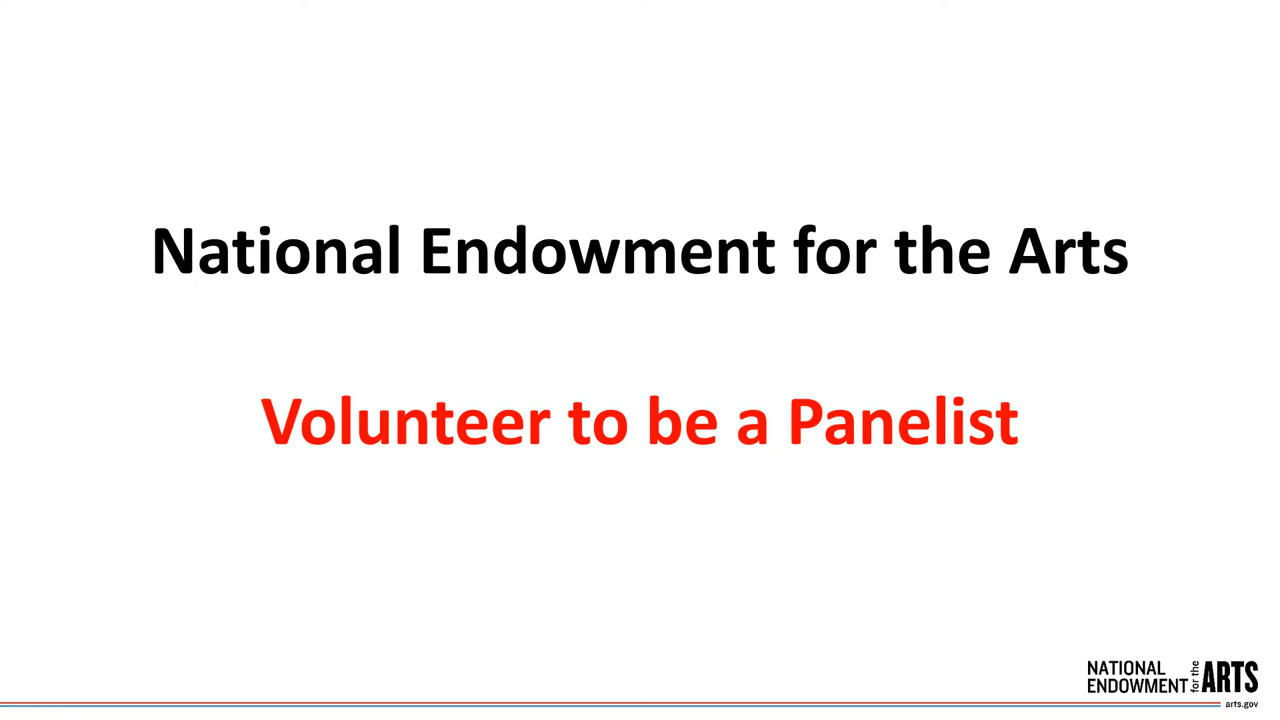 National Endowment for the Arts
Volunteer to be a Panelist
NATIONAL
ENDOWMENT for the ARTS
arts.gov